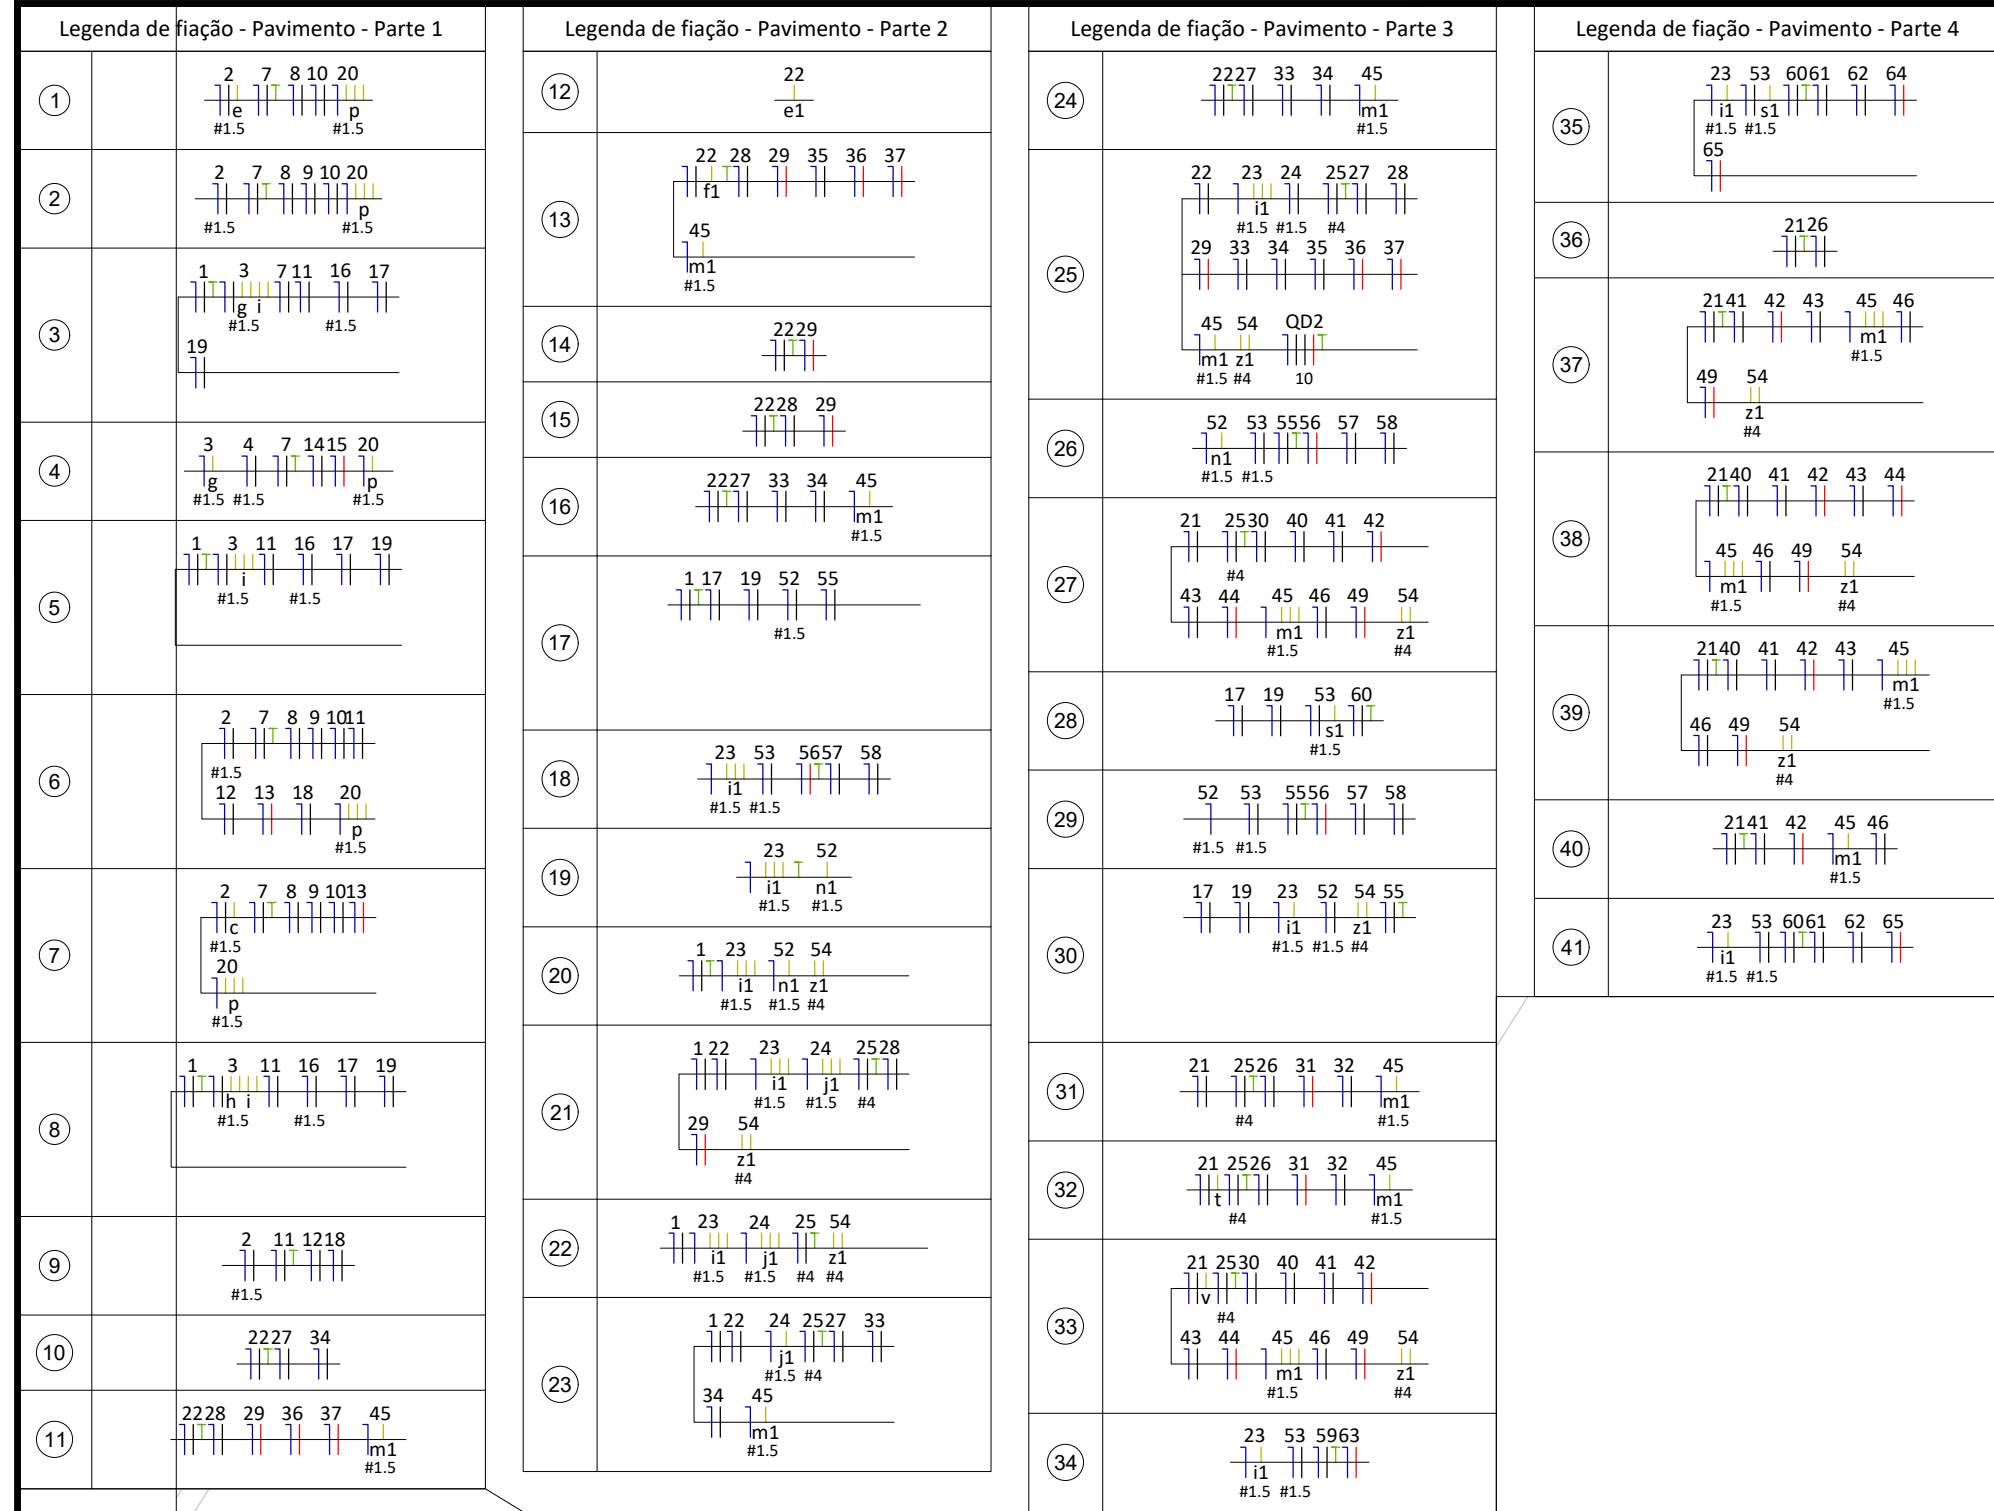 Legenda de fiação - Pavimento - Parte 1
1
2 7 8 10 20
e p
#1.5 #1.5
2
2 7 8 9 10 20
p
#1.5 #1.5
3
1 3 7 11 16 17
g i
#1.5 #1.5
19
4
3 4 7 14 15 20
g p
#1.5 #1.5 #1.5
5
1 3 11 16 17 19
i
#1.5 #1.5
6
2 7 8 9 10 11
#1.5
12 13 18 20
p
#1.5
7
2 7 8 9 10 13
c
#1.5
20
p
#1.5
8
1 3 11 16 17 19
h i
#1.5 #1.5
9
2 11 12 18
#1.5
10
22 27 34
11
22 28 29 36 37 45
m1
#1.5
Legenda de fiação - Pavimento - Parte 2
12
22
e1
13
22 28 29 35 36 37
f1
45
m1
#1.5
14
22 29
15
22 28 29
16
22 27 33 34 45
m1
#1.5
17
1 17 19 52 55
#1.5
18
23 53 56 57 58
i1
#1.5 #1.5
19
23 52
i1 n1
#1.5 #1.5
20
1 23 52 54
i1 n1 z1
#1.5 #1.5 #4
21
1 22 23 24 25 28
i1 j1
#1.5 #1.5 #4
29 54
z1
#4
22
1 23 24 25 54
i1 j1 z1
#1.5 #1.5 #4 #4
23
1 22 24 25 27 33
j1
#1.5 #4
34 45
m1
#1.5
Legenda de fiação - Pavimento - Parte 3
24
22 27 33 34 45
m1
#1.5
25
22 23 24 25 27 28
i1
#1.5 #1.5 #4
29 33 34 35 36 37
45 54 QD2
m1 z1
#1.5 #4 10
26
52 53 55 56 57 58
n1
#1.5 #1.5
27
21 25 30 40 41 42
#4
43 44 45 46 49 54
m1 z1
#1.5 #4
28
17 19 53 60
s1
#1.5
29
52 53 55 56 57 58
#1.5 #1.5
30
17 19 23 52 54 55
i1 z1
#1.5 #1.5 #4
31
21 25 26 31 32 45
m1
#4 #1.5
32
21 25 26 31 32 45
t m1
#4 #1.5
33
21 25 30 40 41 42
v
#4
43 44 45 46 49 54
m1 z1
#1.5 #4
34
23 53 59 63
i1
#1.5 #1.5
Legenda de fiação - Pavimento - Parte 4
35
23 53 60 61 62 64
i1 s1
#1.5 #1.5
65
36
21 26
37
21 41 42 43 45 46
m1
#1.5
49 54
z1
#4
38
21 40 41 42 43 44
45 46 49 54
m1 z1
#1.5 #4
39
21 40 41 42 43 45
m1
#1.5
46 49 54
z1
#4
40
21 41 42 45 46
m1
#1.5
41
23 53 60 61 62 65
i1
#1.5 #1.5